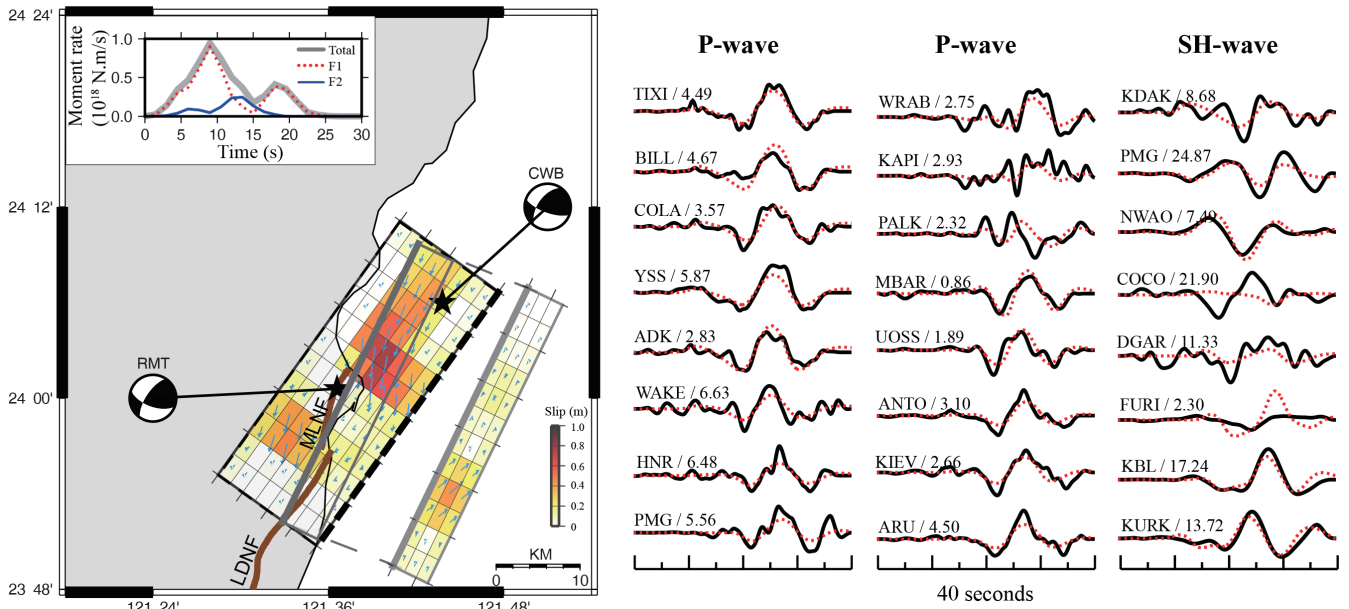 24 24'
24 12'
24 00'
23 48'
121 24'
121 36'
121 48'
Moment rate
(10¹⁸ N.m/s)
1.0
0.5
0.0
0 5 10 15 20 25 30
Time (s)
Total
F1
F2
CWB
RMT
MLNF
LDNF
Slip (m)
1.0
0.8
0.6
0.4
0.2
0
KM
0 10
P-wave
TIXI / 4.49
BILL / 4.67
COLA / 3.57
YSS / 5.87
ADK / 2.83
WAKE / 6.63
HNR / 6.48
PMG / 5.56
P-wave
WRAB / 2.75
KAPI / 2.93
PALK / 2.32
MBAR / 0.86
UOSS / 1.89
ANTO / 3.10
KIEV / 2.66
ARU / 4.50
SH-wave
KDAK / 8.68
PMG / 24.87
NWAO / 7.49
COCO / 21.90
DGAR / 11.33
FURI / 2.30
KBL / 17.24
KURK / 13.72
40 seconds